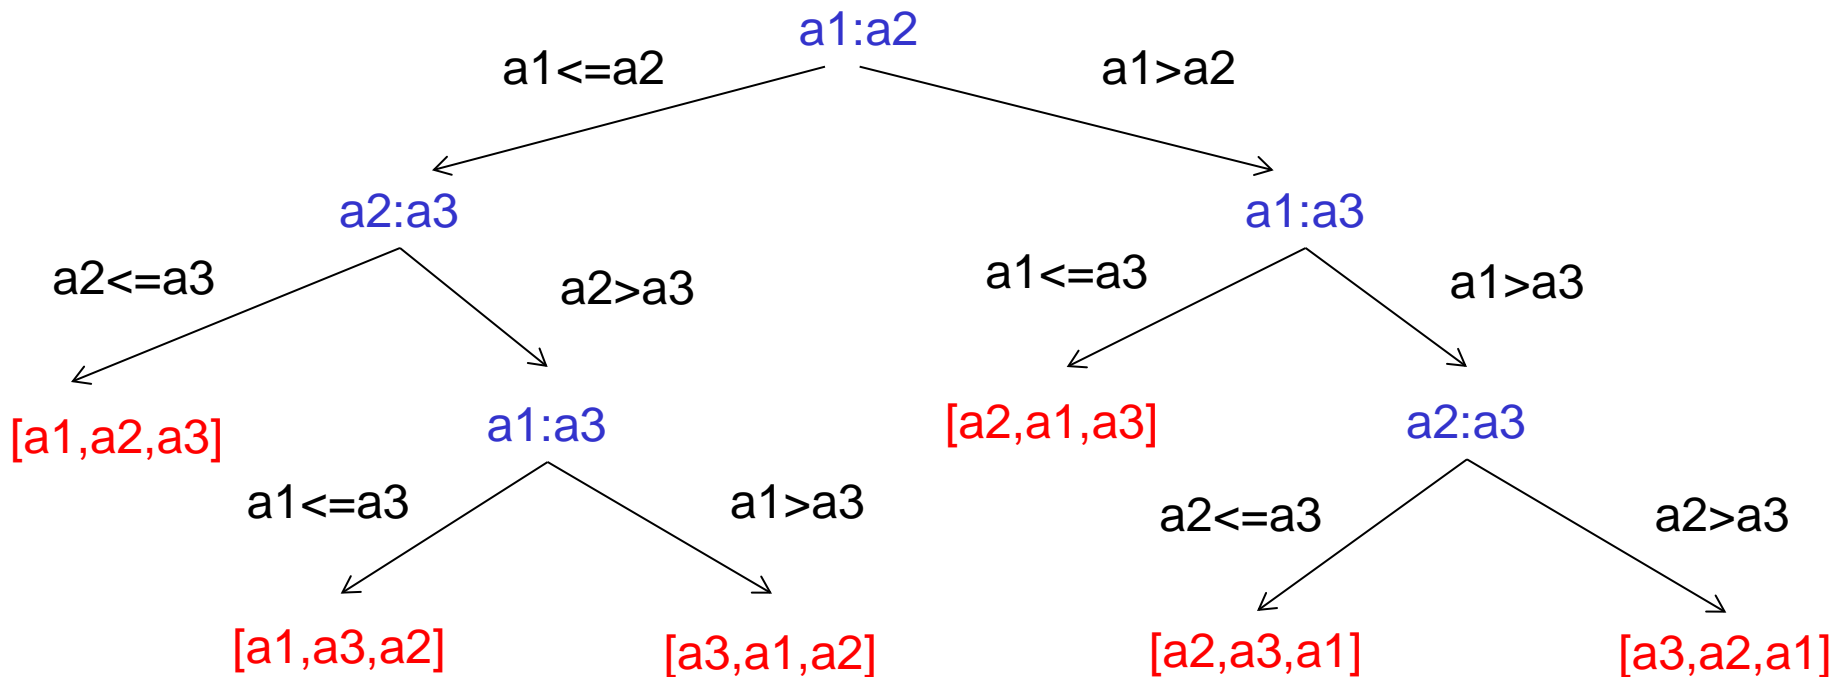 a1:a2
a1<=a2 a1>a2
a2:a3 a1:a3
a2<=a3 a2>a3 a1<=a3 a1>a3
[a1,a2,a3] a1:a3 [a2,a1,a3] a2:a3
a1<=a3 a1>a3 a2<=a3 a2>a3
[a1,a3,a2] [a3,a1,a2] [a2,a3,a1] [a3,a2,a1]